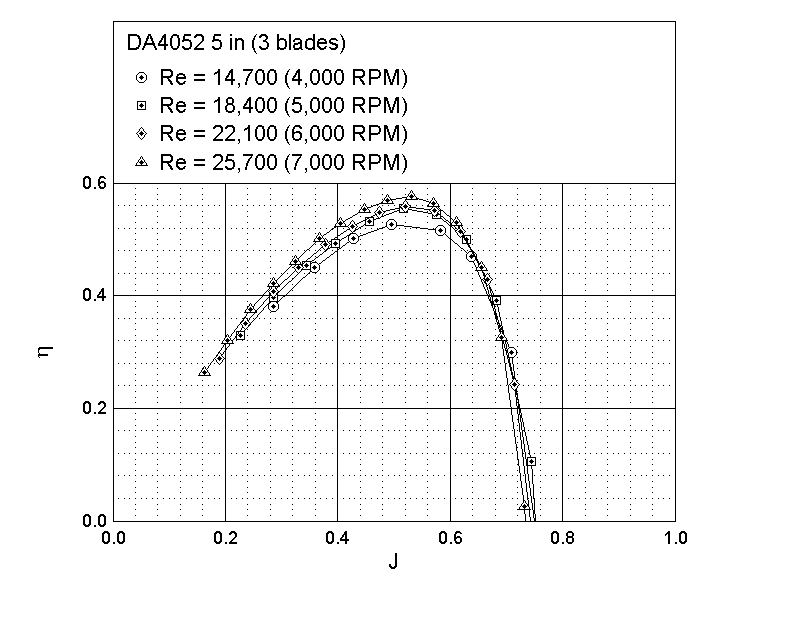 DA4052 5 in (3 blades)
Re = 14,700 (4,000 RPM)
Re = 18,400 (5,000 RPM)
Re = 22,100 (6,000 RPM)
Re = 25,700 (7,000 RPM)
0.6
0.4
η
0.2
0.0
0.0 0.2 0.4 0.6 0.8 1.0
J